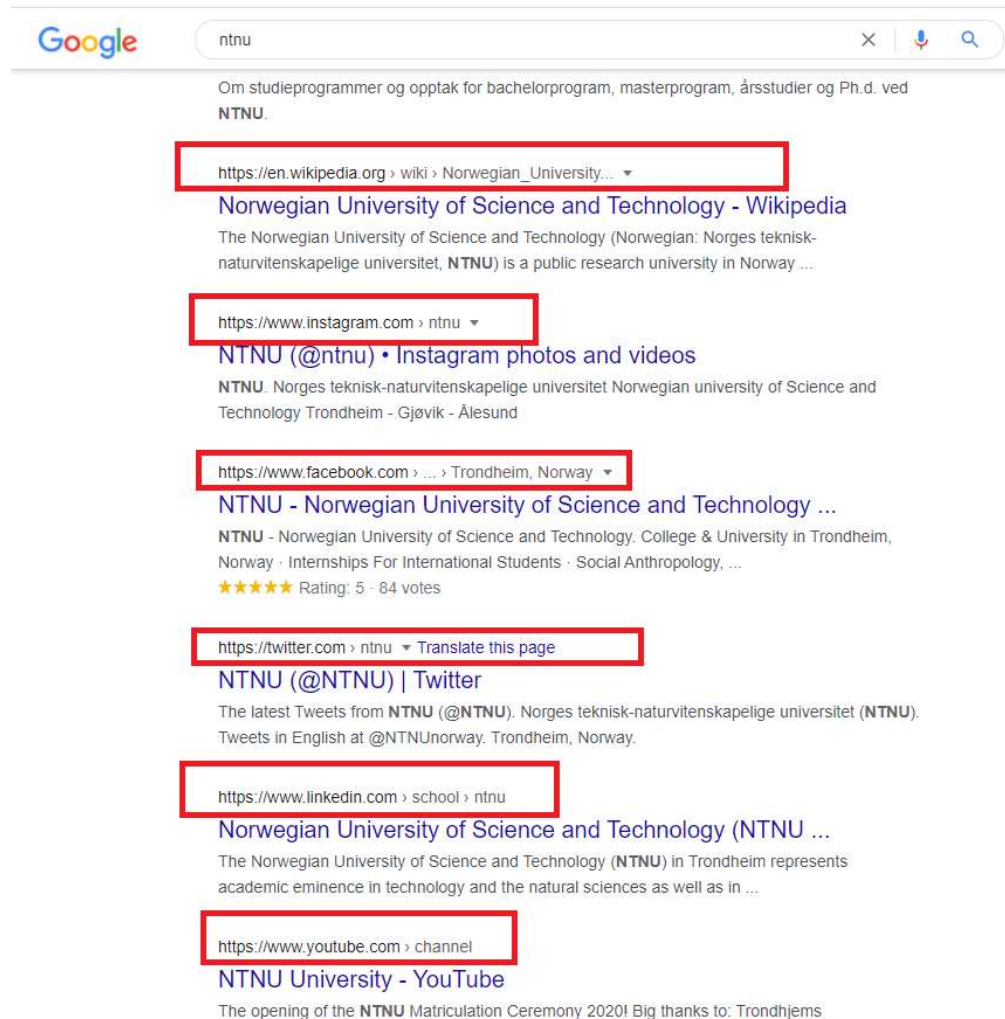 Google
ntnu
Om studieprogrammer og opptak for bachelorprogram, masterprogram, årsstudier og Ph.d. ved
NTNU.
https://en.wikipedia.org › wiki › Norwegian_University...
Norwegian University of Science and Technology - Wikipedia
The Norwegian University of Science and Technology (Norwegian: Norges teknisk-
naturvitenskapelige universitet, NTNU) is a public research university in Norway ...
https://www.instagram.com › ntnu
NTNU (@ntnu) • Instagram photos and videos
NTNU. Norges teknisk-naturvitenskapelige universitet Norwegian university of Science and
Technology Trondheim - Gjøvik - Ålesund
https://www.facebook.com › ... › Trondheim, Norway
NTNU - Norwegian University of Science and Technology ...
NTNU - Norwegian University of Science and Technology. College & University in Trondheim,
Norway · Internships For International Students · Social Anthropology, ...
★★★★★ Rating: 5 · 84 votes
https://twitter.com › ntnu Translate this page
NTNU (@NTNU) | Twitter
The latest Tweets from NTNU (@NTNU). Norges teknisk-naturvitenskapelige universitet (NTNU).
Tweets in English at @NTNUnorway. Trondheim, Norway.
https://www.linkedin.com › school › ntnu
Norwegian University of Science and Technology (NTNU ...
The Norwegian University of Science and Technology (NTNU) in Trondheim represents
academic eminence in technology and the natural sciences as well as in ...
https://www.youtube.com › channel
NTNU University - YouTube
The opening of the NTNU Matriculation Ceremony 2020! Big thanks to: Trondhjems